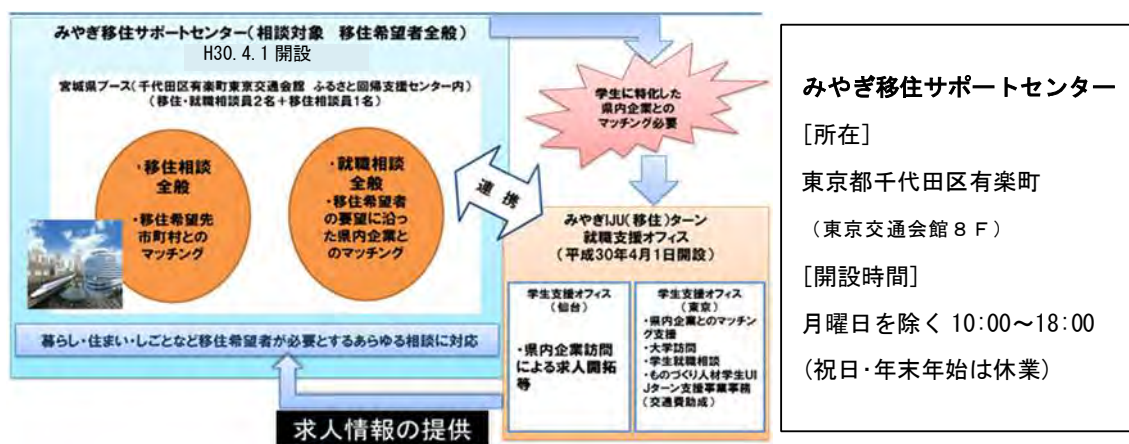 みやぎ移住サポートセンター(相談対象 移住希望者全般)
H30.4.1 開設
宮城県ブース(千代田区有楽町東京交通会館 ふるさと回帰支援センター内)
(移住・就職相談員2名+移住相談員1名)
・移住相談
全般
・移住希望先
市町村との
マッチング
・就職相談
全般
・移住希望者
の要望に沿っ
た県内企業と
のマッチング
暮らし・住まい・しごとなど移住希望者が必要とするあらゆる相談に対応
学生に特化した
県内企業との
マッチング必要
連携
みやぎIJU(移住)ターン
就職支援オフィス
(平成30年4月1日開設)
学生支援オフィス
(仙台)
・県内企業訪問
による求人開拓
等
学生支援オフィス
(東京)
・県内企業とのマッチン
グ支援
・大学訪問
・学生就職相談
・ものづくり人材学生UI
Jターン支援事業事務
(交通費助成)
求人情報の提供
みやぎ移住サポートセンター
[所在]
東京都千代田区有楽町
(東京交通会館8F)
[開設時間]
月曜日を除く 10:00～18:00
(祝日・年末年始は休業)